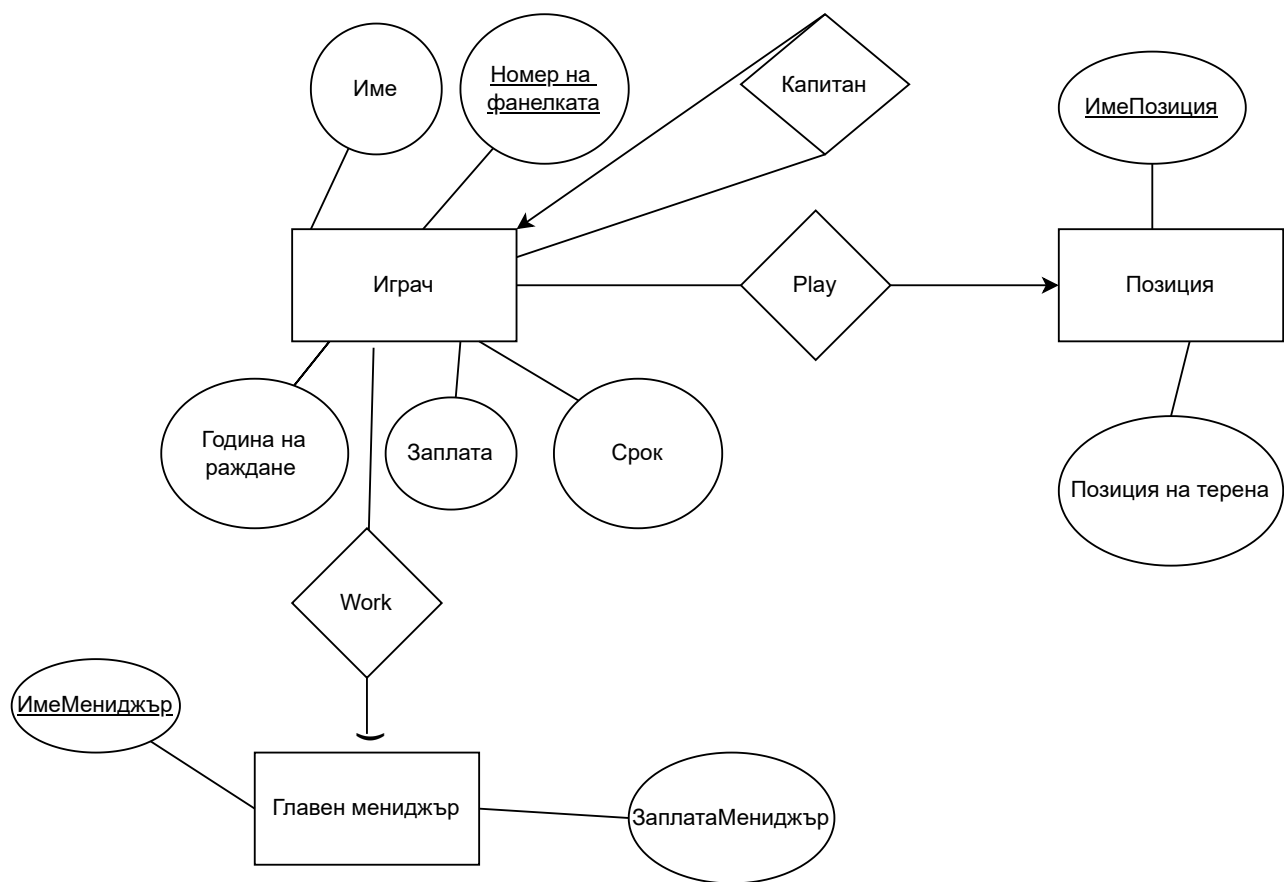 Име
Номер на
фанелката
Капитан
ИмеПозиция
Играч
Play
Позиция
Година на
раждане
Заплата
Срок
Позиция на терена
Work
ИмеМениджър
Главен мениджър
ЗаплатаМениджър